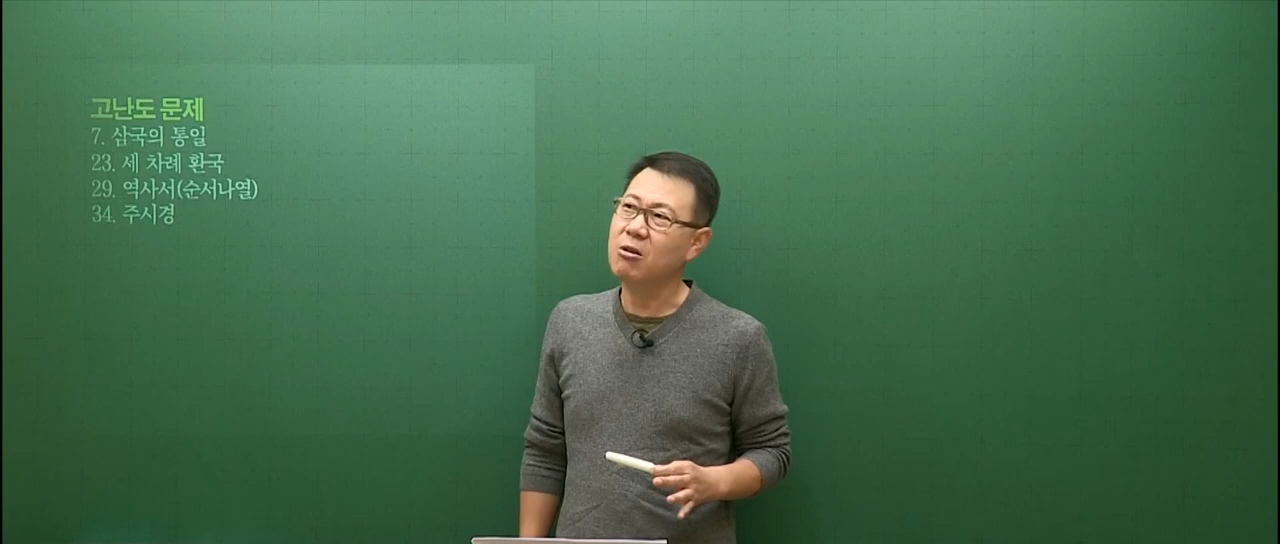 고난도 문제
7. 삼국의 통일
23. 세 차례 환국
29. 역사서(순서나열)
34. 주시경